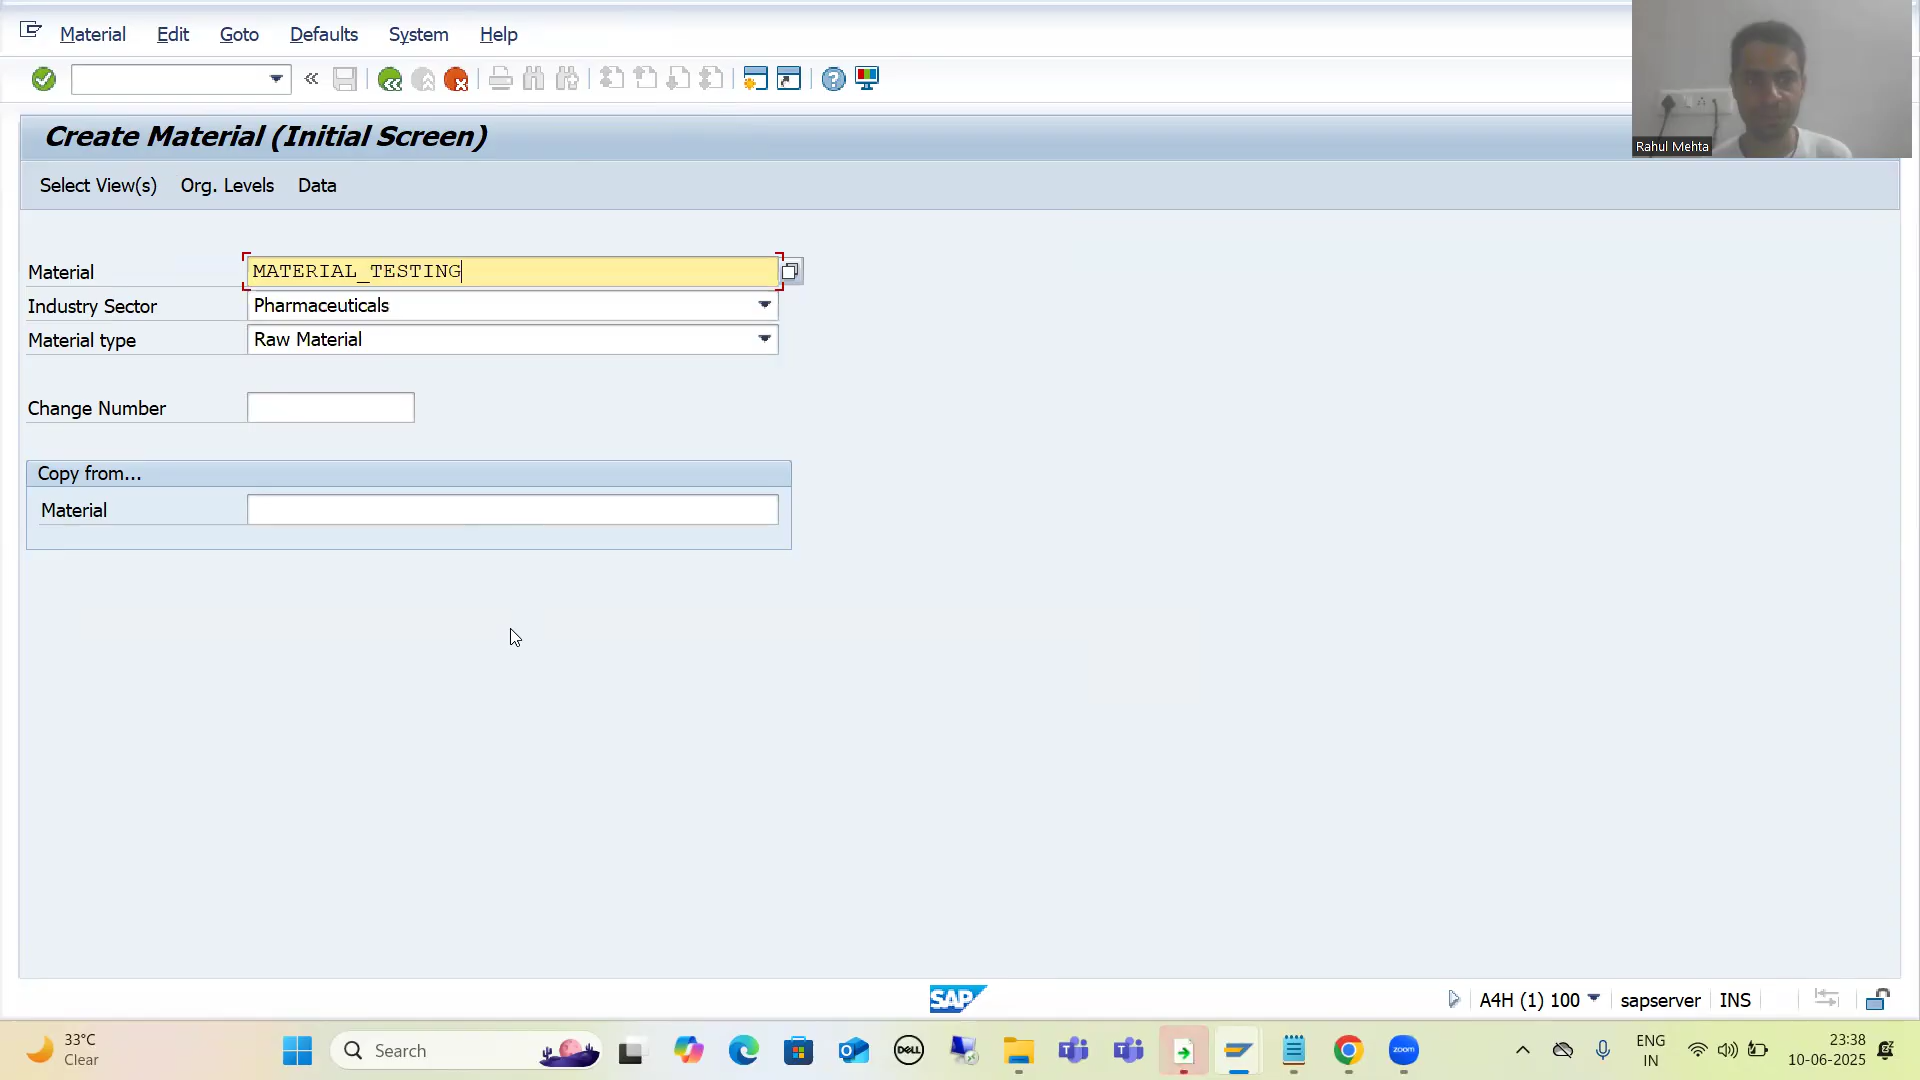 Material Edit Goto Defaults System Help
Create Material (Initial Screen)
Select View(s) Org. Levels Data
Rahul Mehta
Material MATERIAL_TESTING
Industry Sector Pharmaceuticals
Material type Raw Material
Change Number
Copy from...
Material
SAP A4H (1) 100 sapserver INS
33°C
Clear
Search
DELL
zoom
ENG
IN
23:38
10-06-2025